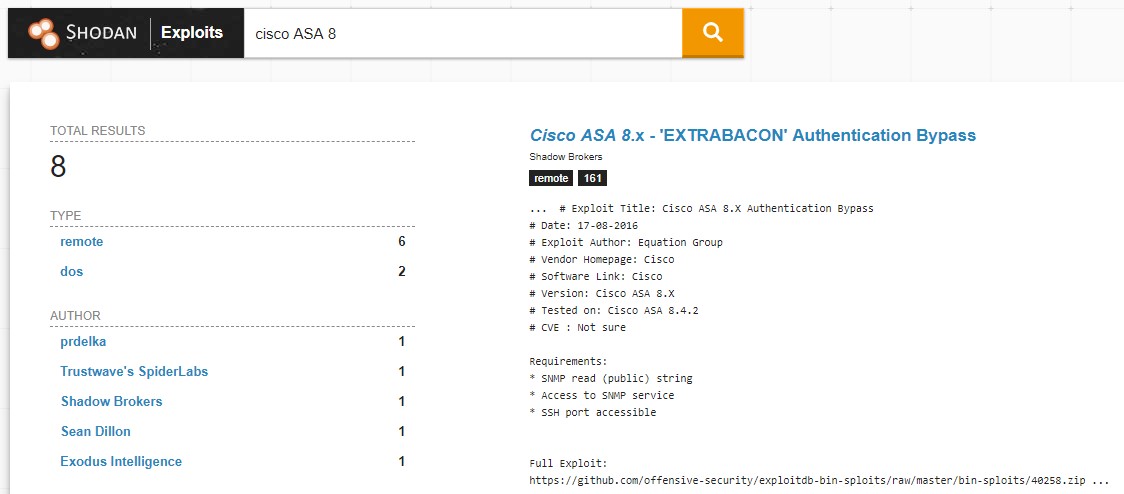 SHODAN Exploits cisco ASA 8
TOTAL RESULTS
8
TYPE
remote 6
dos 2
AUTHOR
prdelka 1
Trustwave's SpiderLabs 1
Shadow Brokers 1
Sean Dillon 1
Exodus Intelligence 1
Cisco ASA 8.x - 'EXTRABACON' Authentication Bypass
Shadow Brokers
remote 161
... # Exploit Title: Cisco ASA 8.X Authentication Bypass
# Date: 17-08-2016
# Exploit Author: Equation Group
# Vendor Homepage: Cisco
# Software Link: Cisco
# Version: Cisco ASA 8.X
# Tested on: Cisco ASA 8.4.2
# CVE : Not sure
Requirements:
* SNMP read (public) string
* Access to SNMP service
* SSH port accessible
Full Exploit:
https://github.com/offensive-security/exploitdb-bin-sploits/raw/master/bin-sploits/40258.zip ...